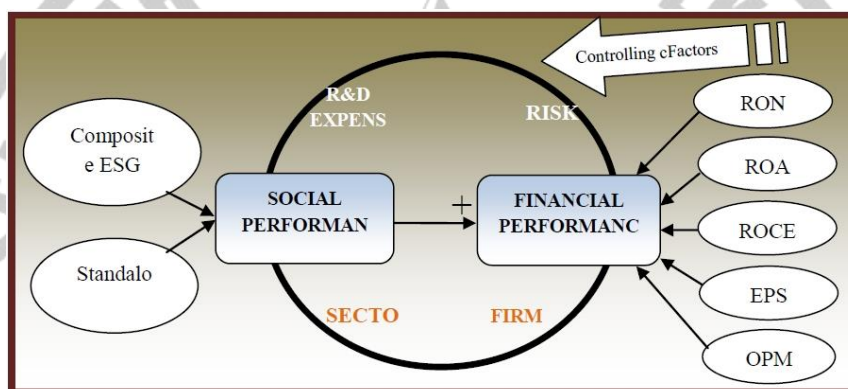 Controlling cFactors
R&D
EXPENS
RISK
RON
Composit
e ESG
ROA
SOCIAL
PERFORMAN
+
FINANCIAL
PERFORMANC
ROCE
Standalo
EPS
SECTO
FIRM
OPM